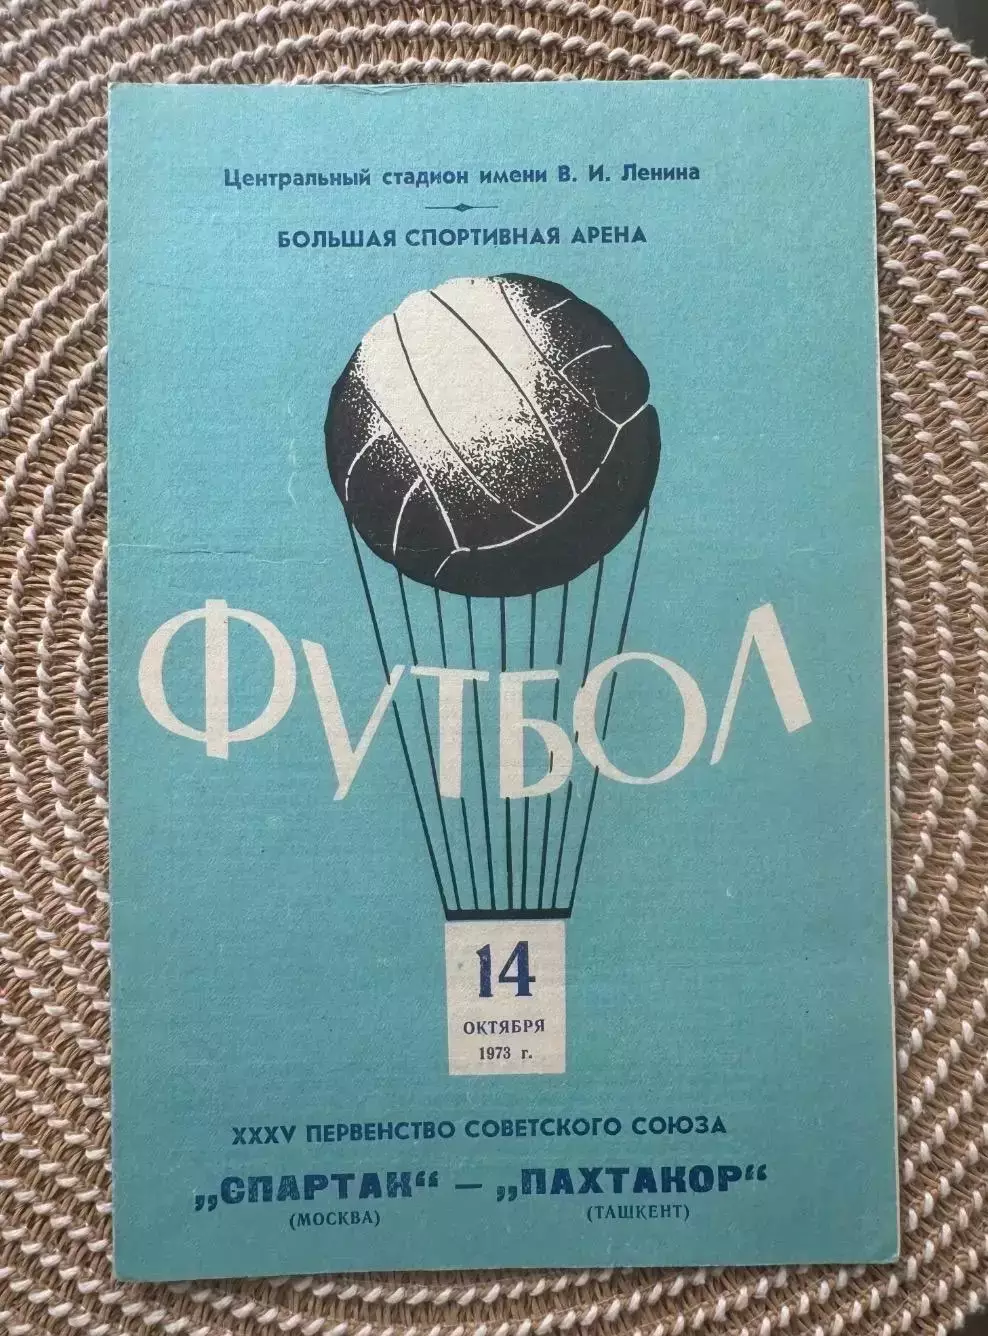 Центральный стадион имени В. И. Ленина
БОЛЬШАЯ СПОРТИВНАЯ АРЕНА
ФУТБОЛ
14
ОКТЯБРЯ
1973 г.
XXXV ПЕРВЕНСТВО СОВЕТСКОГО СОЮЗА
„СПАРТАК“ — „ПАХТАКОР“
(МОСКВА) (ТАШКЕНТ)